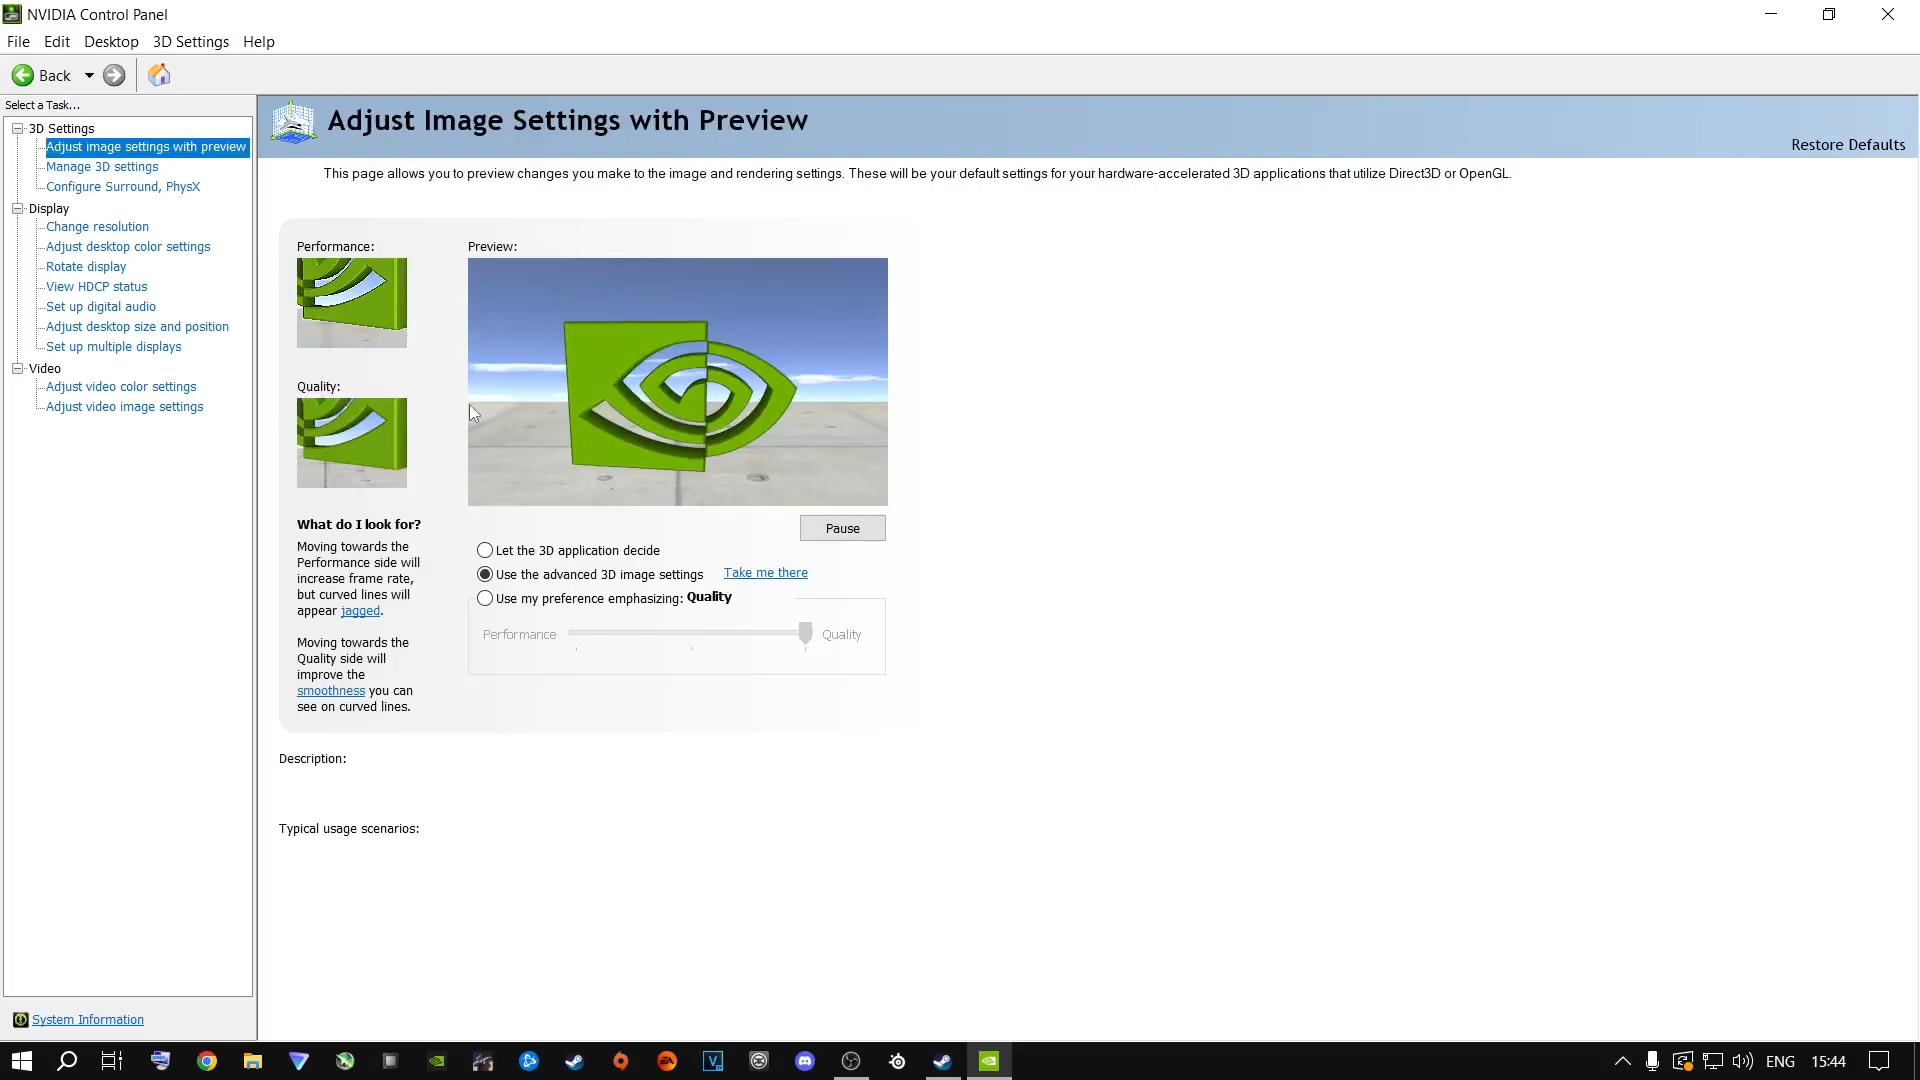 NVIDIA Control Panel
File Edit Desktop 3D Settings Help
Back
Select a Task...
3D Settings
Adjust image settings with preview
Manage 3D settings
Configure Surround, PhysX
Display
Change resolution
Adjust desktop color settings
Rotate display
View HDCP status
Set up digital audio
Adjust desktop size and position
Set up multiple displays
Video
Adjust video color settings
Adjust video image settings
System Information
Adjust Image Settings with Preview
Restore Defaults
This page allows you to preview changes you make to the image and rendering settings. These will be your default settings for your hardware-accelerated 3D applications that utilize Direct3D or OpenGL.
Performance:
Quality:
What do I look for?
Moving towards the
Performance side will
increase frame rate,
but curved lines will
appear jagged.
Moving towards the
Quality side will
improve the
smoothness you can
see on curved lines.
Preview:
Pause
Let the 3D application decide
Use the advanced 3D image settings Take me there
Use my preference emphasizing: Quality
Performance Quality
Description:
Typical usage scenarios:
EA V ENG 15:44